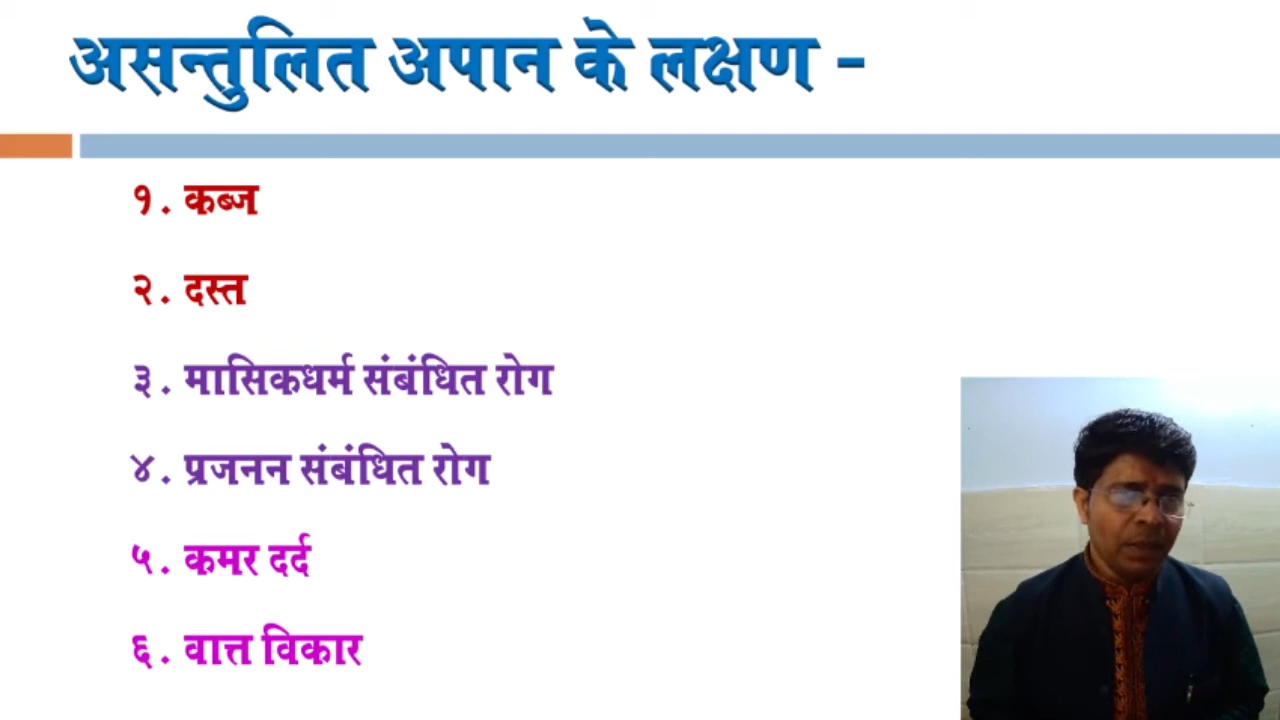 असन्तुलित अपान के लक्षण -
१. कब्ज
२. दस्त
३. मासिकधर्म संबंधित रोग
४. प्रजनन संबंधित रोग
५. कमर दर्द
६. वात्त विकार